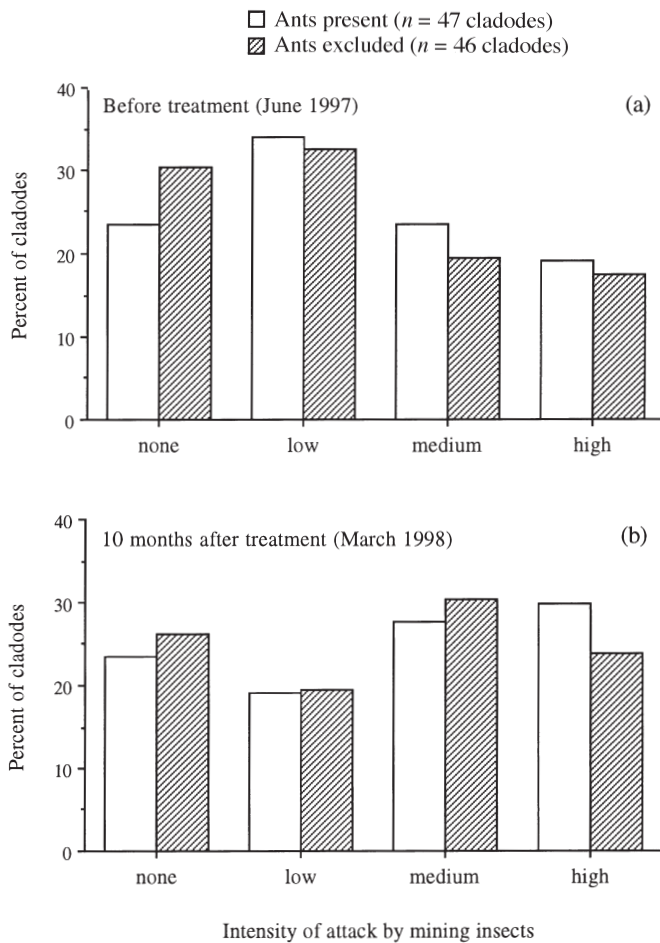 Ants present (n = 47 cladodes)
Ants excluded (n = 46 cladodes)
40
Before treatment (June 1997)
(a)
30
Percent of cladodes
20
10
0
none low medium high
40
10 months after treatment (March 1998)
(b)
30
Percent of cladodes
20
10
0
none low medium high
Intensity of attack by mining insects